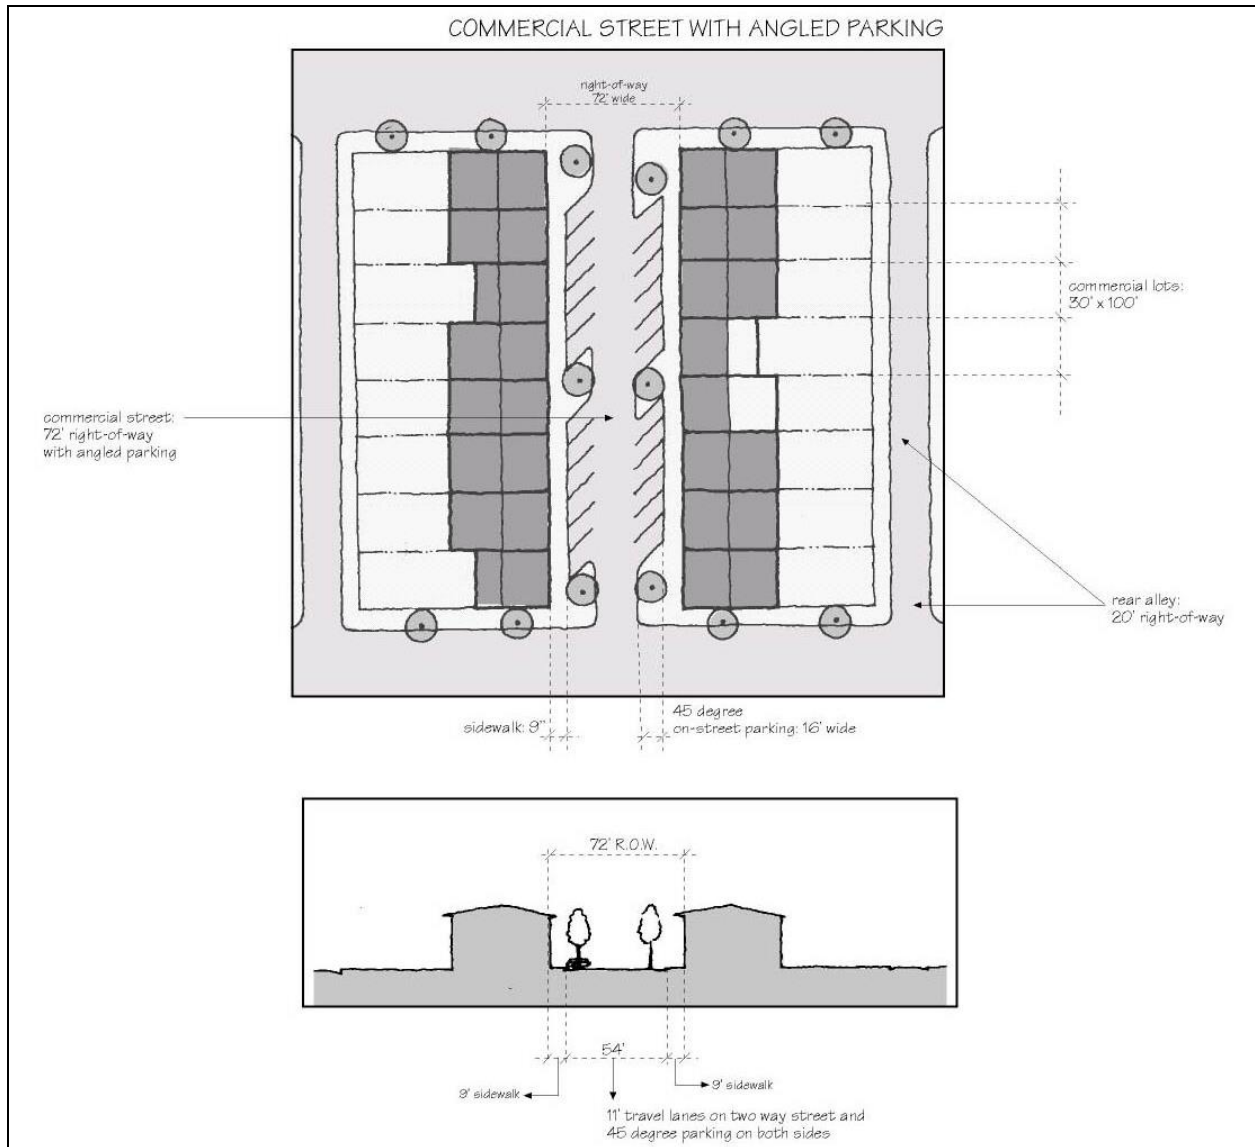 COMMERCIAL STREET WITH ANGLED PARKING
right-of-way
72' wide
commercial lots:
30' x 100'
commercial street:
72' right-of-way
with angled parking
rear alley:
20' right-of-way
sidewalk: 9"
45 degree
on-street parking: 16' wide
72' R.O.W.
54'
9' sidewalk
9' sidewalk
11' travel lanes on two way street and
45 degree parking on both sides